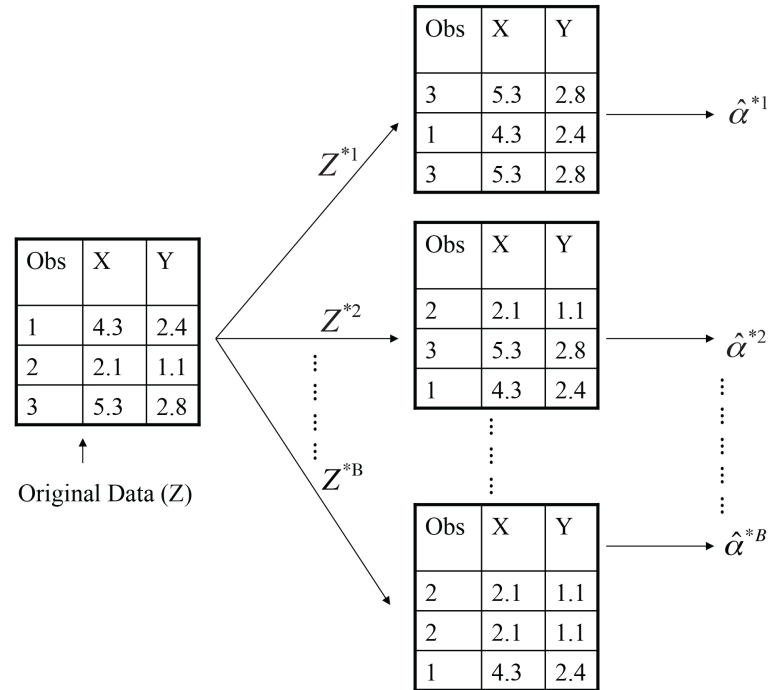 Obs X Y
3 5.3 2.8
1 4.3 2.4
3 5.3 2.8
α̂*1
Z*1
Obs X Y
1 4.3 2.4
2 2.1 1.1
3 5.3 2.8
Original Data (Z)
Z*2
Obs X Y
2 2.1 1.1
3 5.3 2.8
1 4.3 2.4
α̂*2
Z*B
Obs X Y
2 2.1 1.1
2 2.1 1.1
1 4.3 2.4
α̂*B